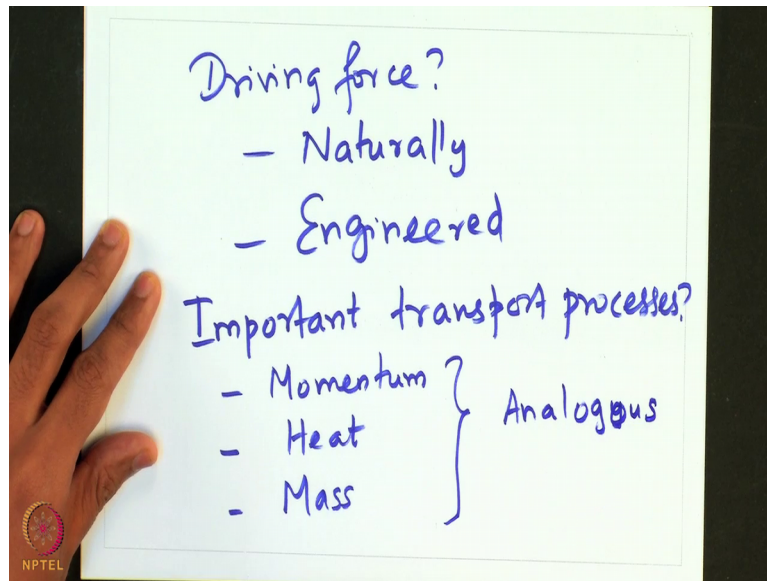 Driving force?
- Naturally
- Engineered
Important transport processes?
- Momentum
- Heat
- Mass
Analogous
NPTEL